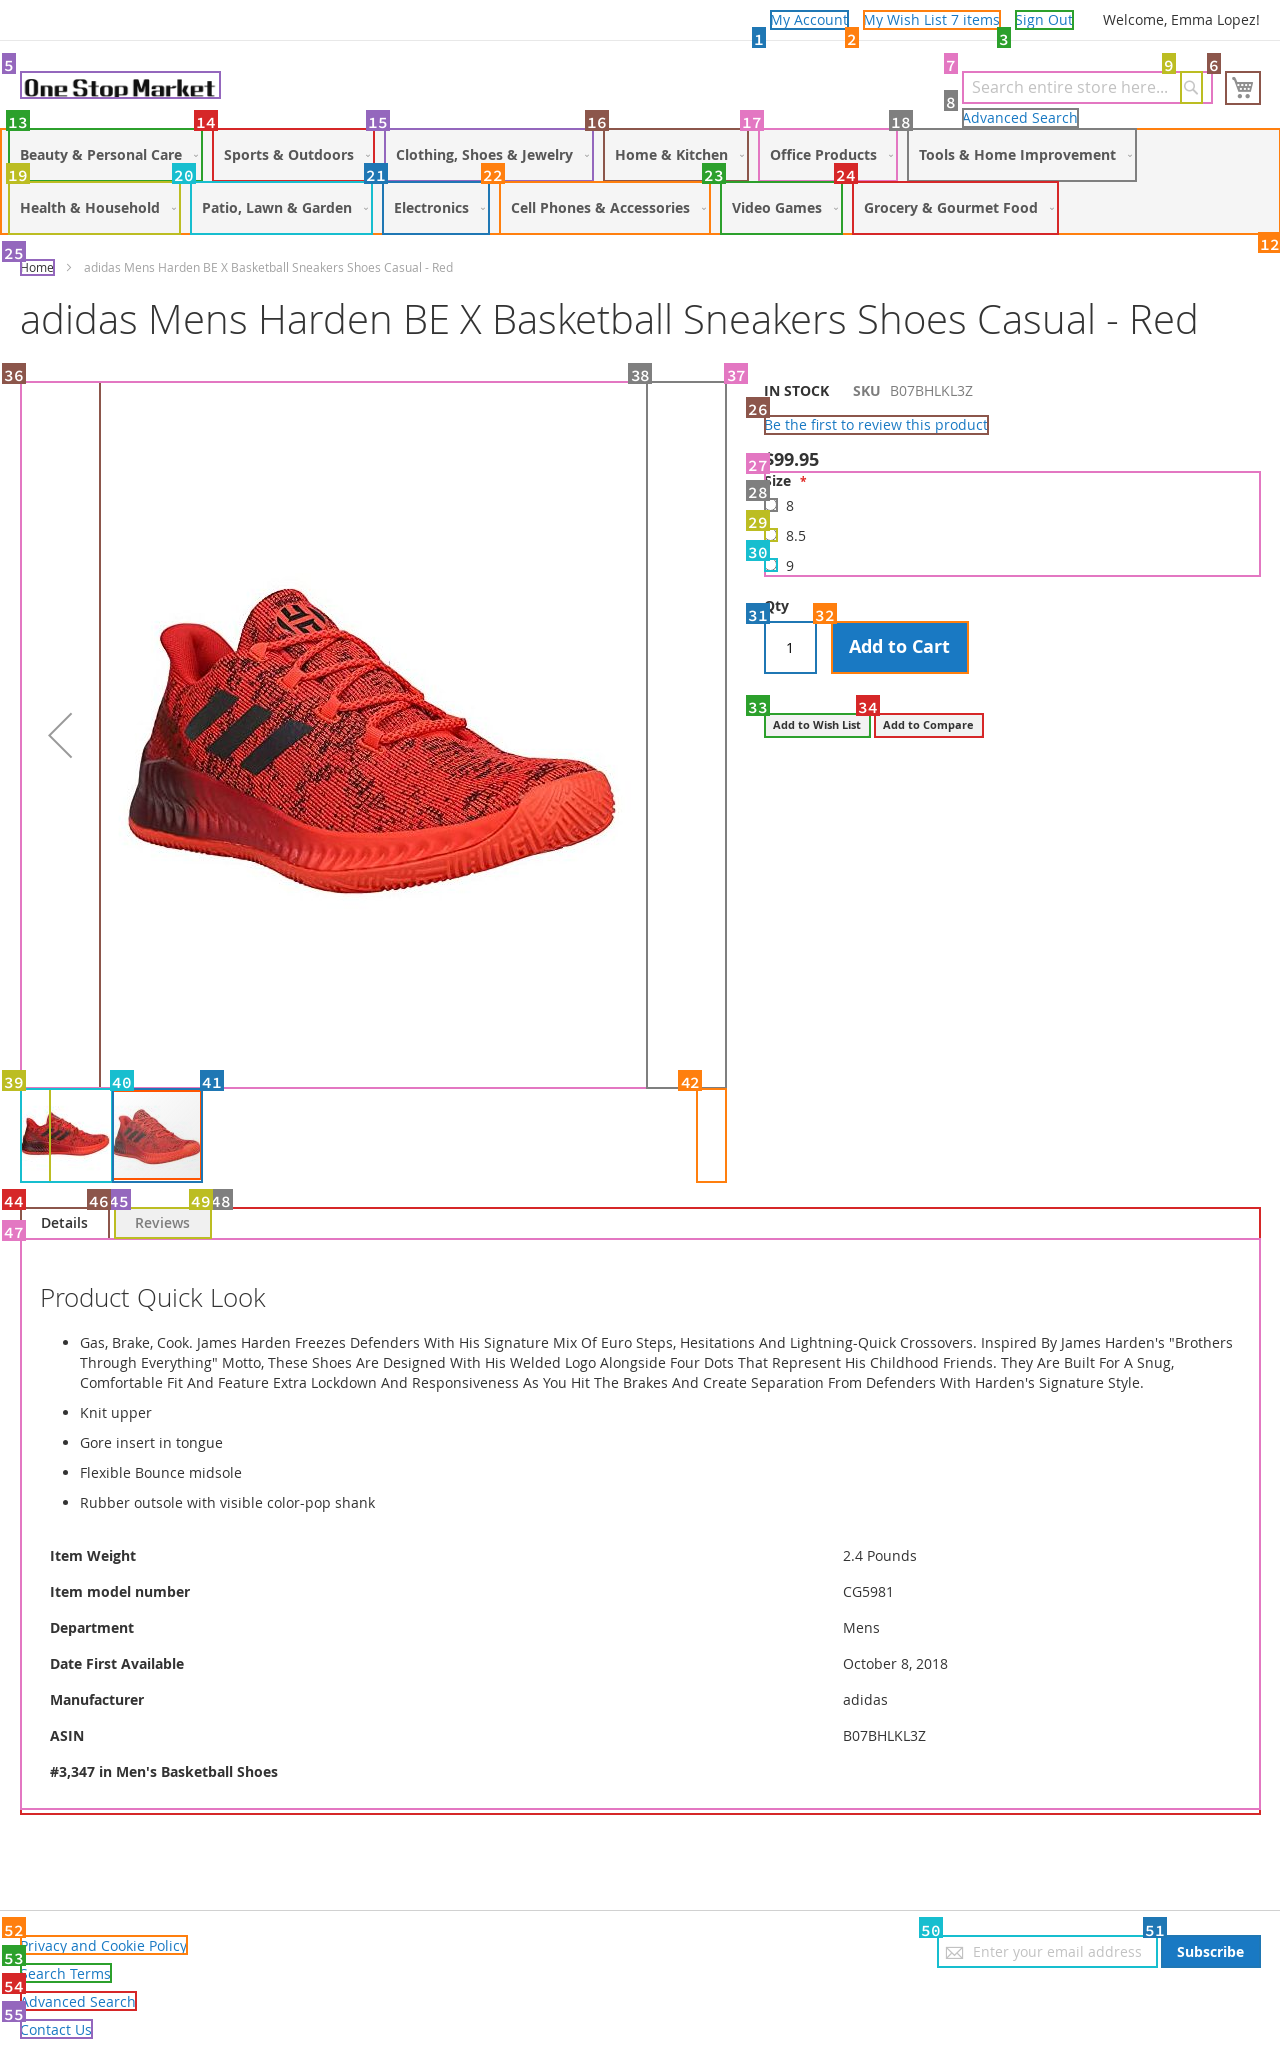 My Account My Wish List 7 items Sign Out Welcome, Emma Lopez!
1 2 3
5 7 9 6
One Stop Market Search entire store here...
8 Advanced Search
13 14 15 16 17 18
Beauty & Personal Care Sports & Outdoors Clothing, Shoes & Jewelry Home & Kitchen Office Products Tools & Home Improvement
19 20 21 22 23 24
Health & Household Patio, Lawn & Garden Electronics Cell Phones & Accessories Video Games Grocery & Gourmet Food
25 12
Home adidas Mens Harden BE X Basketball Sneakers Shoes Casual - Red
adidas Mens Harden BE X Basketball Sneakers Shoes Casual - Red
36 38 37
IN STOCK SKU B07BHLKL3Z
26
Be the first to review this product
$99.95
27
Size *
28
8
29
8.5
30
9
31 Qty 32
1 Add to Cart
33 34
Add to Wish List Add to Compare
39 40 41 42
44 46 45 49 48
Details Reviews
47
Product Quick Look
• Gas, Brake, Cook. James Harden Freezes Defenders With His Signature Mix Of Euro Steps, Hesitations And Lightning-Quick Crossovers. Inspired By James Harden's "Brothers
Through Everything" Motto, These Shoes Are Designed With His Welded Logo Alongside Four Dots That Represent His Childhood Friends. They Are Built For A Snug,
Comfortable Fit And Feature Extra Lockdown And Responsiveness As You Hit The Brakes And Create Separation From Defenders With Harden's Signature Style.
• Knit upper
• Gore insert in tongue
• Flexible Bounce midsole
• Rubber outsole with visible color-pop shank
Item Weight 2.4 Pounds
Item model number CG5981
Department Mens
Date First Available October 8, 2018
Manufacturer adidas
ASIN B07BHLKL3Z
#3,347 in Men's Basketball Shoes
52 50 51
Privacy and Cookie Policy Enter your email address Subscribe
53
Search Terms
54
Advanced Search
55
Contact Us